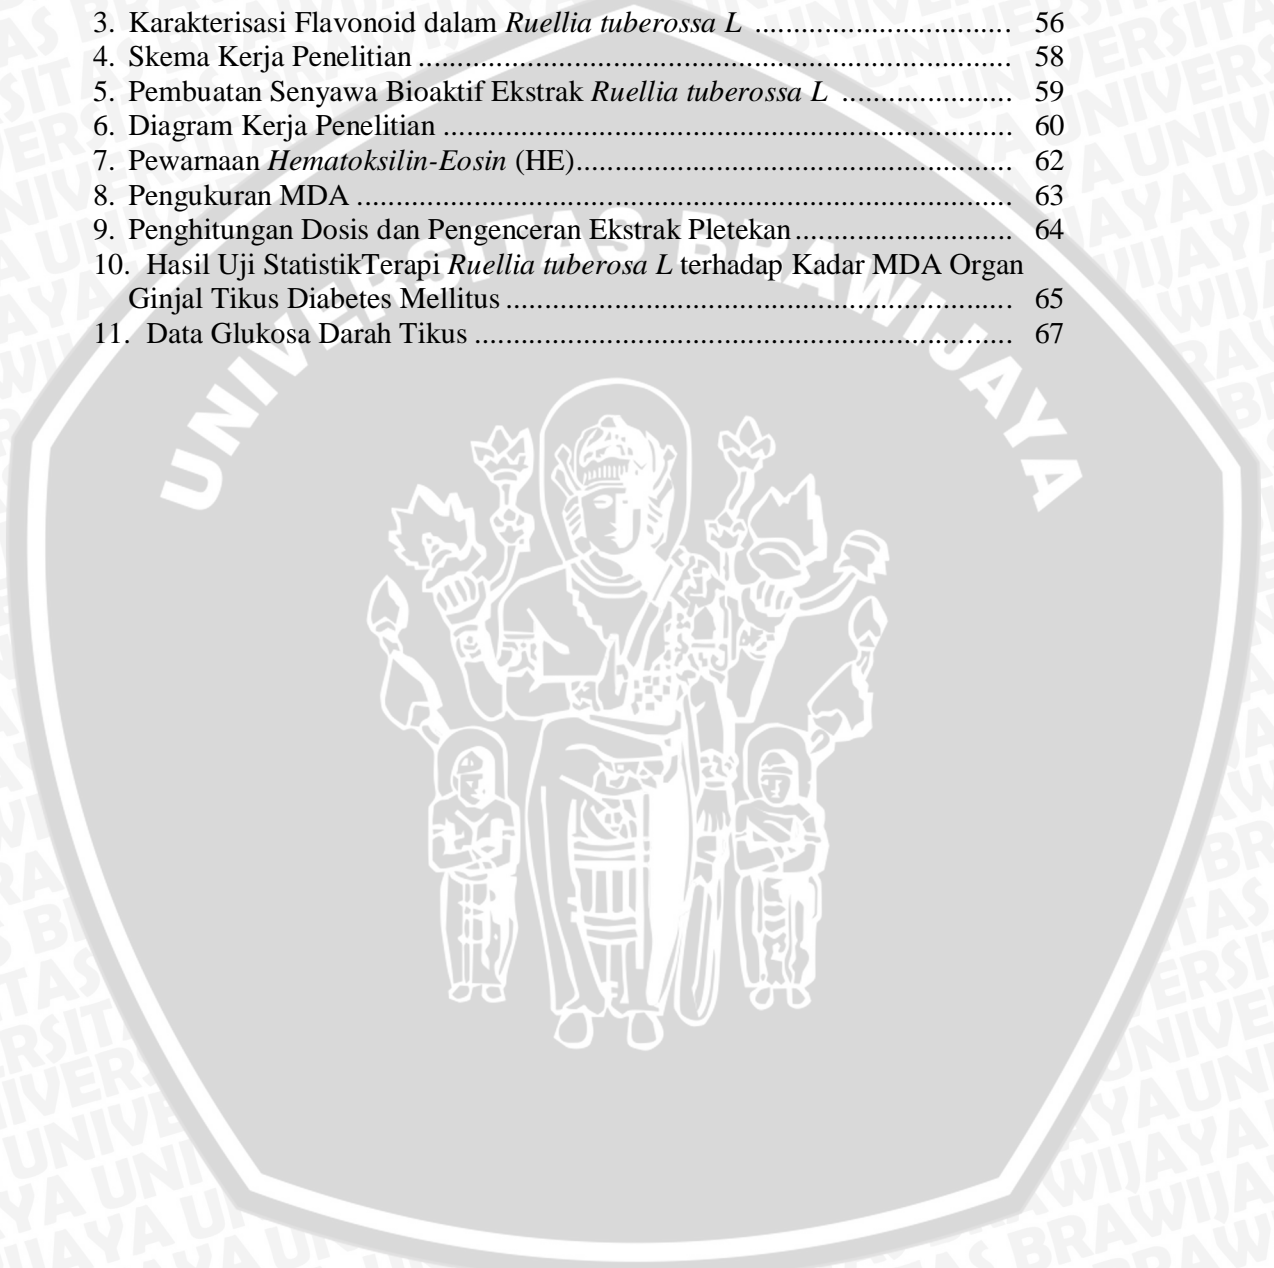 3. Karakterisasi Flavonoid dalam Ruellia tuberossa L .................................. 56
4. Skema Kerja Penelitian ............................................................................. 58
5. Pembuatan Senyawa Bioaktif Ekstrak Ruellia tuberossa L ...................... 59
6. Diagram Kerja Penelitian .......................................................................... 60
7. Pewarnaan Hematoksilin-Eosin (HE)......................................................... 62
8. Pengukuran MDA ..................................................................................... 63
9. Penghitungan Dosis dan Pengenceran Ekstrak Pletekan ............................ 64
10. Hasil Uji StatistikTerapi Ruellia tuberosa L terhadap Kadar MDA Organ
Ginjal Tikus Diabetes Mellitus .................................................................. 65
11. Data Glukosa Darah Tikus ...................................................................... 67
UNIVERSITAS BRAWIJAYA